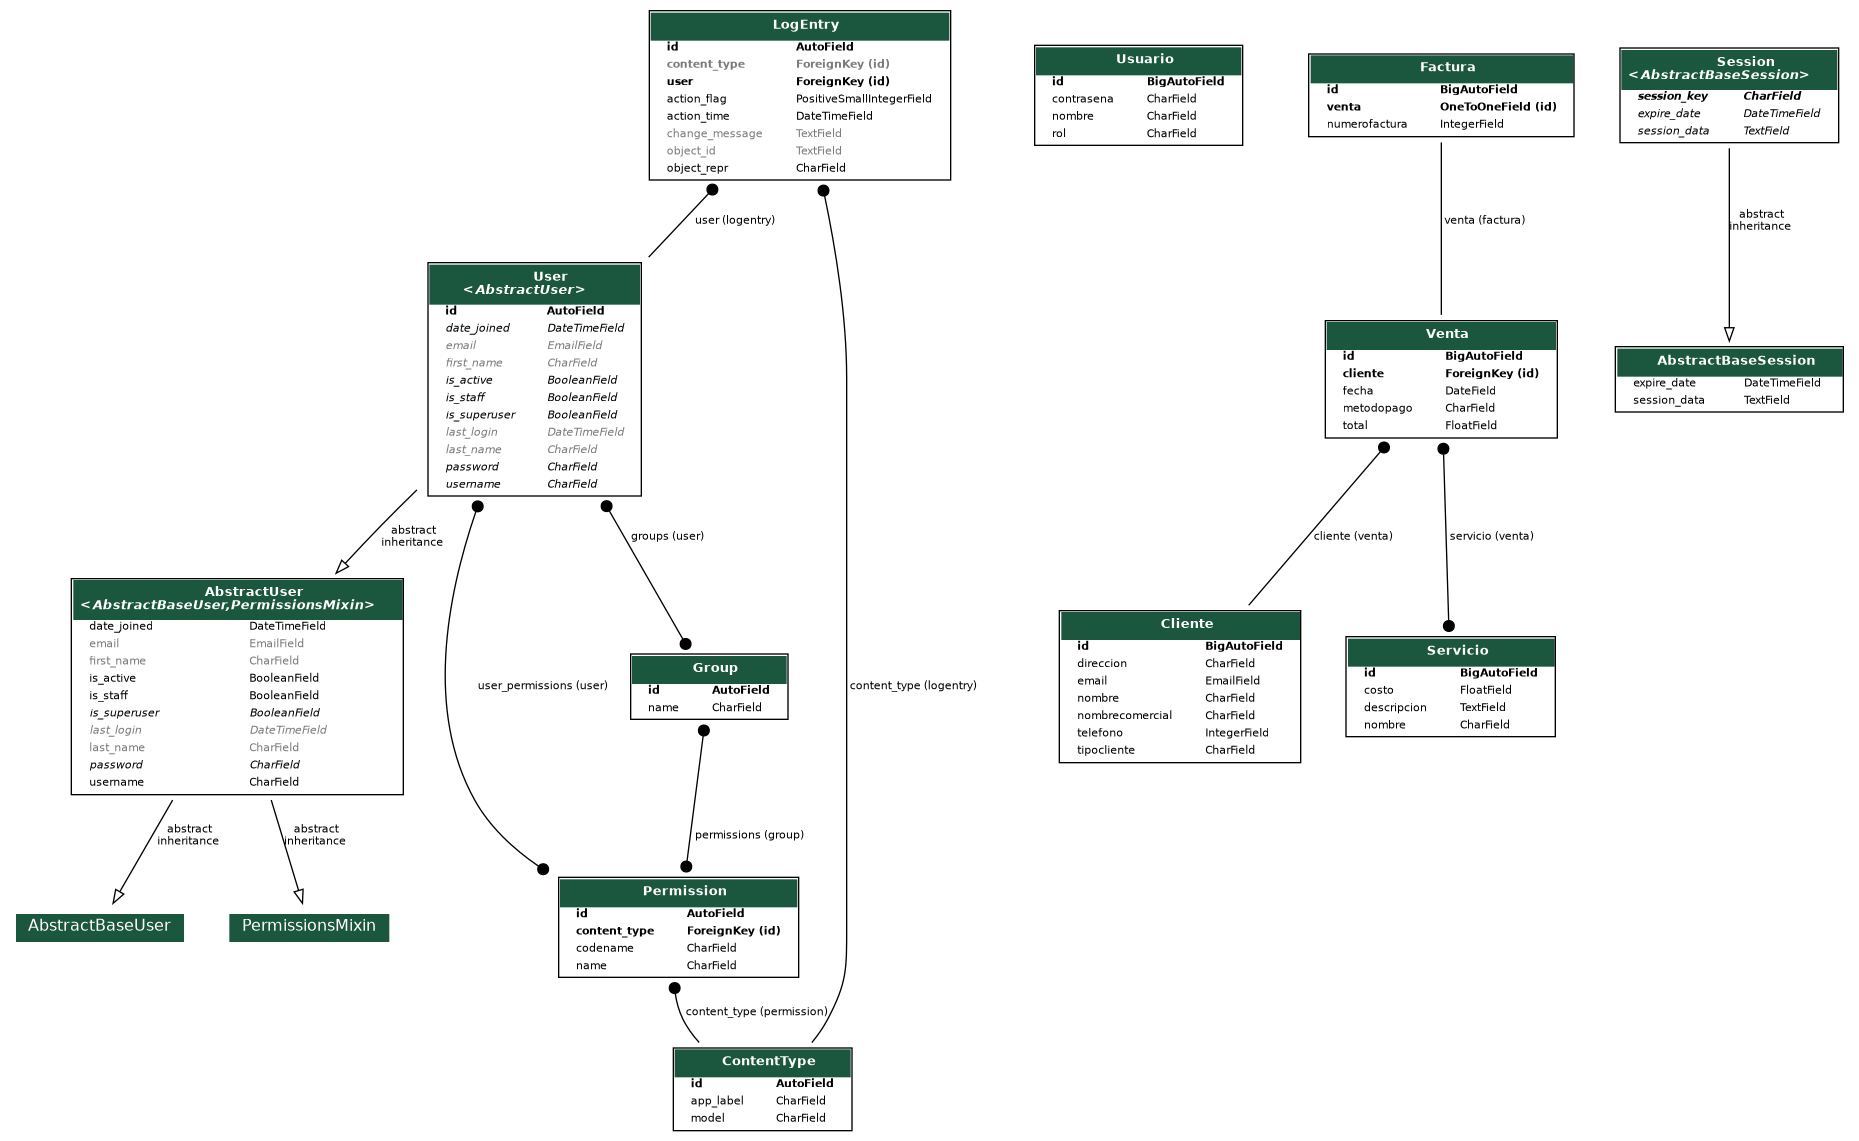 LogEntry
id AutoField
content_type ForeignKey (id)
user ForeignKey (id)
action_flag PositiveSmallIntegerField
action_time DateTimeField
change_message TextField
object_id TextField
object_repr CharField
Usuario
id BigAutoField
contrasena CharField
nombre CharField
rol CharField
Factura
id BigAutoField
venta OneToOneField (id)
numerofactura IntegerField
Session
<AbstractBaseSession>
session_key CharField
expire_date DateTimeField
session_data TextField
user (logentry)
venta (factura)
abstract
inheritance
User
<AbstractUser>
id AutoField
date_joined DateTimeField
email EmailField
first_name CharField
is_active BooleanField
is_staff BooleanField
is_superuser BooleanField
last_login DateTimeField
last_name CharField
password CharField
username CharField
Venta
id BigAutoField
cliente ForeignKey (id)
fecha DateField
metodopago CharField
total FloatField
AbstractBaseSession
expire_date DateTimeField
session_data TextField
abstract
inheritance
groups (user)
cliente (venta)
servicio (venta)
AbstractUser
<AbstractBaseUser,PermissionsMixin>
date_joined DateTimeField
email EmailField
first_name CharField
is_active BooleanField
is_staff BooleanField
is_superuser BooleanField
last_login DateTimeField
last_name CharField
password CharField
username CharField
user_permissions (user)
Group
id AutoField
name CharField
content_type (logentry)
Cliente
id BigAutoField
direccion CharField
email EmailField
nombre CharField
nombrecomercial CharField
telefono IntegerField
tipocliente CharField
Servicio
id BigAutoField
costo FloatField
descripcion TextField
nombre CharField
abstract
inheritance
abstract
inheritance
permissions (group)
AbstractBaseUser
PermissionsMixin
Permission
id AutoField
content_type ForeignKey (id)
codename CharField
name CharField
content_type (permission)
ContentType
id AutoField
app_label CharField
model CharField